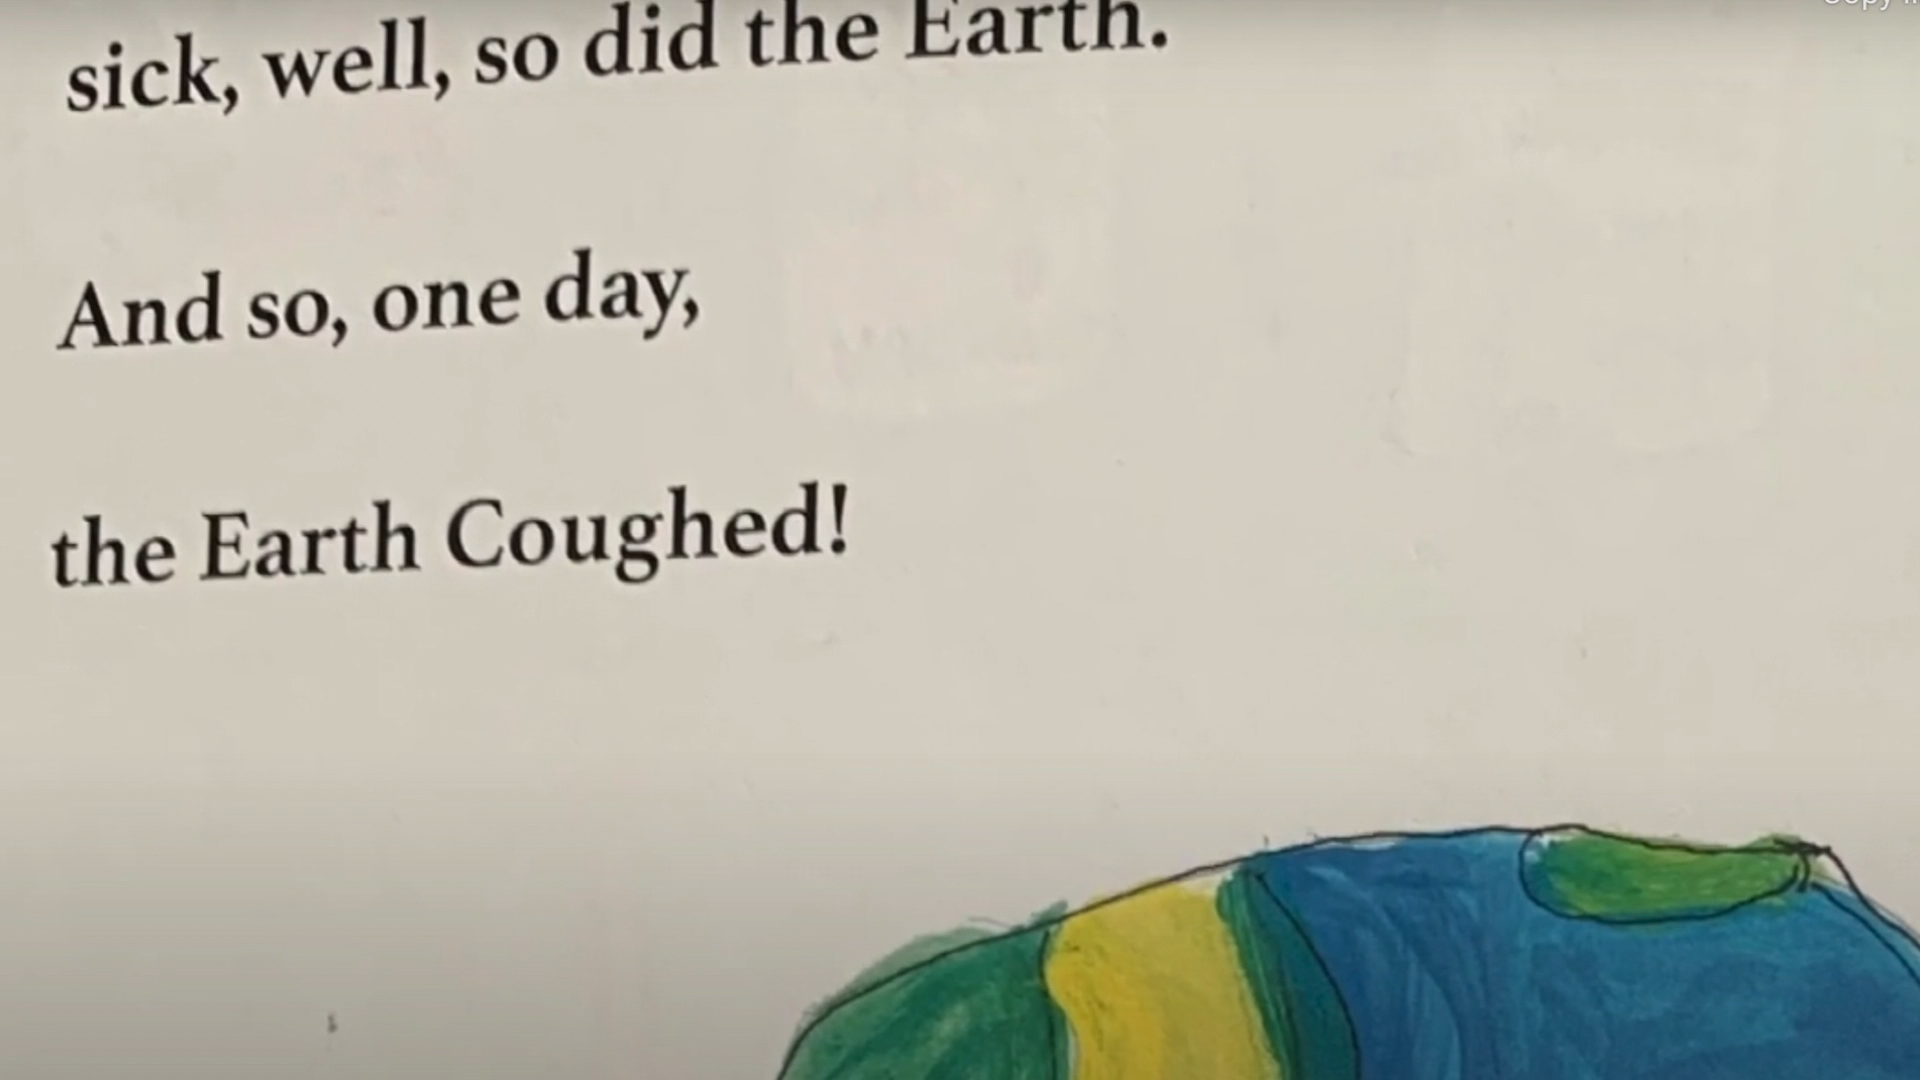 sick, well, so did the Earth.
And so, one day,
the Earth Coughed!